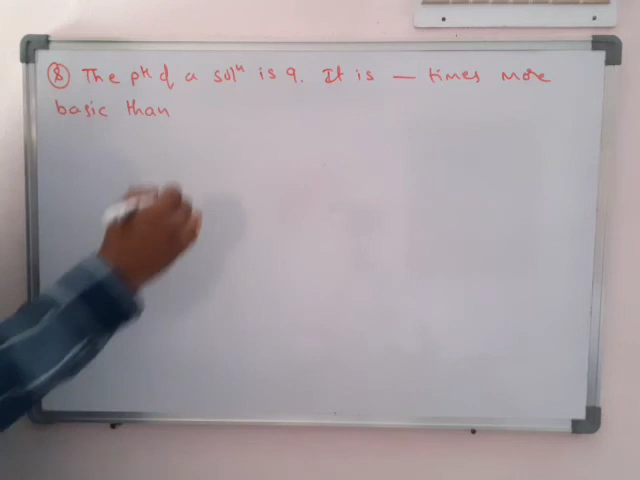 ⑧ The pH of a solⁿ is 9. It is — times more
basic than